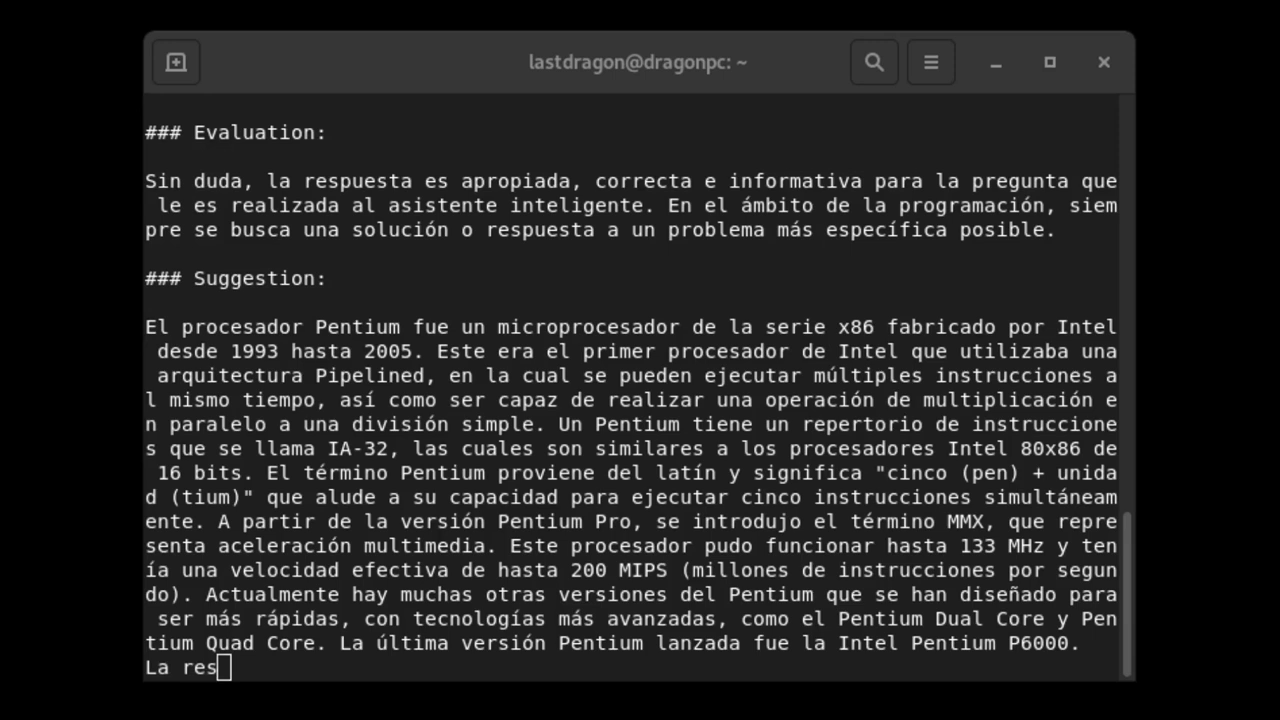 lastdragon@dragonpc: ~
### Evaluation:
Sin duda, la respuesta es apropiada, correcta e informativa para la pregunta que
le es realizada al asistente inteligente. En el ámbito de la programación, siem
pre se busca una solución o respuesta a un problema más específica posible.
### Suggestion:
El procesador Pentium fue un microprocesador de la serie x86 fabricado por Intel
desde 1993 hasta 2005. Este era el primer procesador de Intel que utilizaba una
arquitectura Pipelined, en la cual se pueden ejecutar múltiples instrucciones a
l mismo tiempo, así como ser capaz de realizar una operación de multiplicación e
n paralelo a una división simple. Un Pentium tiene un repertorio de instruccione
s que se llama IA-32, las cuales son similares a los procesadores Intel 80x86 de
16 bits. El término Pentium proviene del latín y significa "cinco (pen) + unida
d (tium)" que alude a su capacidad para ejecutar cinco instrucciones simultáneam
ente. A partir de la versión Pentium Pro, se introdujo el término MMX, que repre
senta aceleración multimedia. Este procesador pudo funcionar hasta 133 MHz y ten
ía una velocidad efectiva de hasta 200 MIPS (millones de instrucciones por segun
do). Actualmente hay muchas otras versiones del Pentium que se han diseñado para
ser más rápidas, con tecnologías más avanzadas, como el Pentium Dual Core y Pen
tium Quad Core. La última versión Pentium lanzada fue la Intel Pentium P6000.
La res